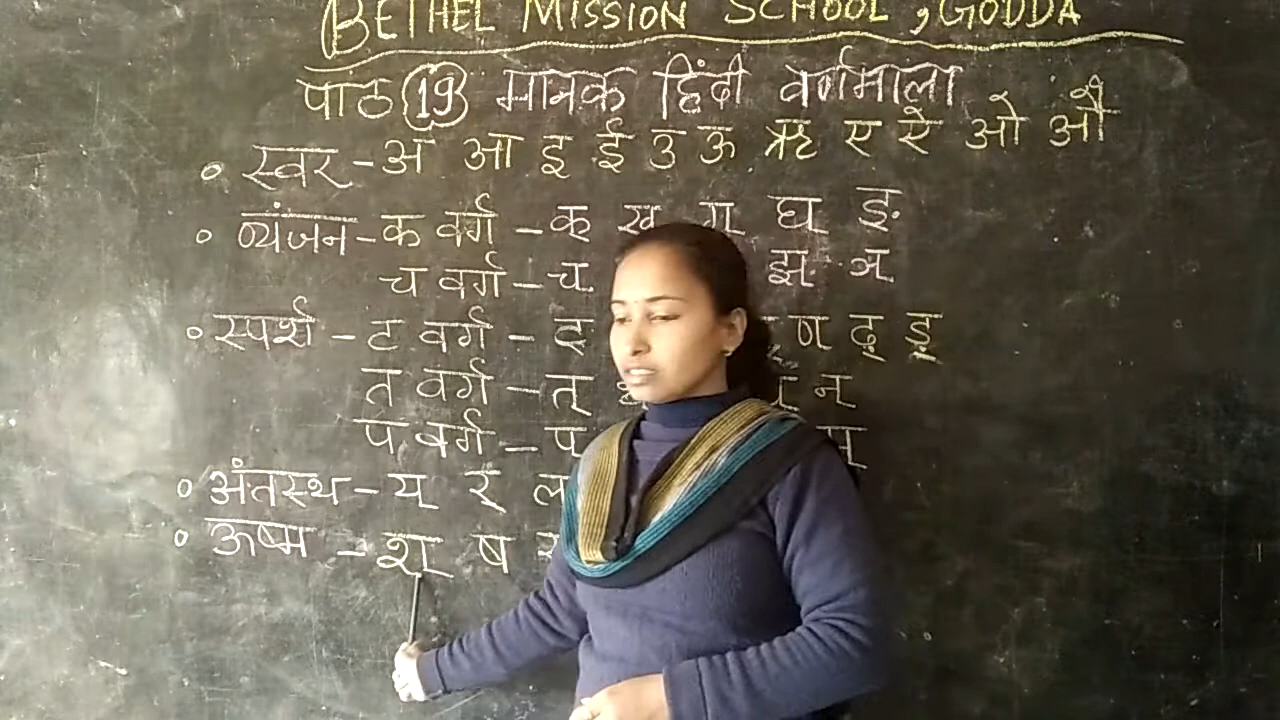 BETHEL MISSION SCHOOL, GODDA
पाठ 19 मानक हिंदी वर्णमाला
• स्वर - अ आ इ ई उ ऊ ऋ ए ऐ ओ औ
• व्यंजन - क वर्ग - क् ख् ग् घ् ङ्
च वर्ग - च् झ् ञ्
• स्पर्श - ट वर्ग - ण ढ़ ड़
त वर्ग - त् न्
प वर्ग - प म्
• अंतस्थ - य् र् ल
• ऊष्म - श् ष